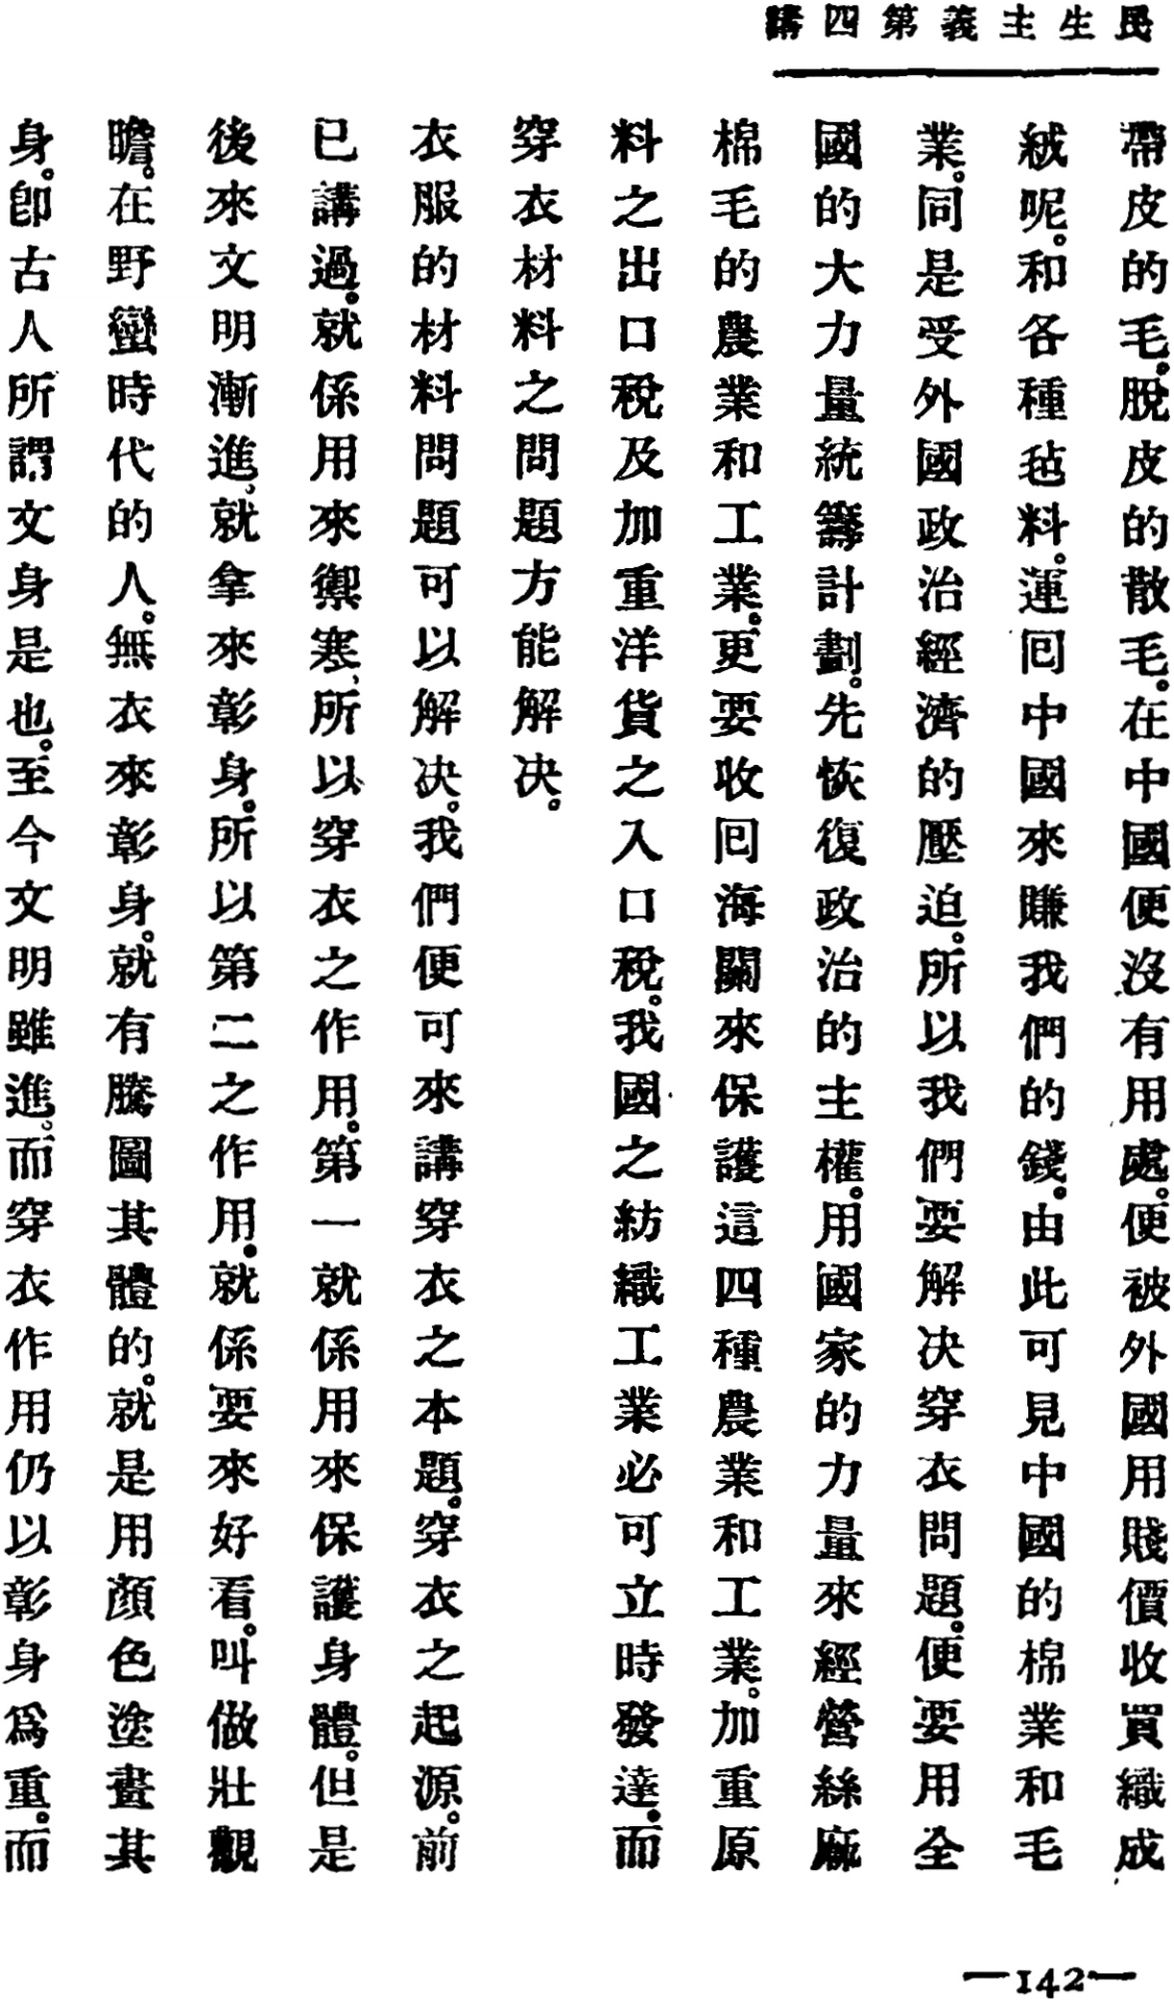 民生主義第四講
帶皮的毛。脫皮的散毛。在中國便沒有用處。便被外國用賤價收買織成
絨呢。和各種毡料。運回中國來賺我們的錢。由此可見中國的棉業和毛
業。同是受外國政治經濟的壓迫。所以我們要解决穿衣問題。便要用全
國的大力量統籌計劃。先恢復政治的主權。用國家的力量來經營絲麻
棉毛的農業和工業。更要收回海關來保護這四種農業和工業。加重原
料之出口稅及加重洋貨之入口稅。我國之紡織工業必可立時發達。而
穿衣材料之問題方能解决。
衣服的材料問題可以解决。我們便可來講穿衣之本題。穿衣之起源。前
已講過。就係用來禦寒、所以穿衣之作用。第一就係用來保護身體。但是
後來文明漸進、就拿來彰身。所以第二之作用。就係要來好看。叫做壯觀
瞻。在野蠻時代的人。無衣來彰身。就有騰圖其體的。就是用顏色塗畫其
身。卽古人所謂文身是也。至今文明雖進、而穿衣作用仍以彰身爲重。而
—142—